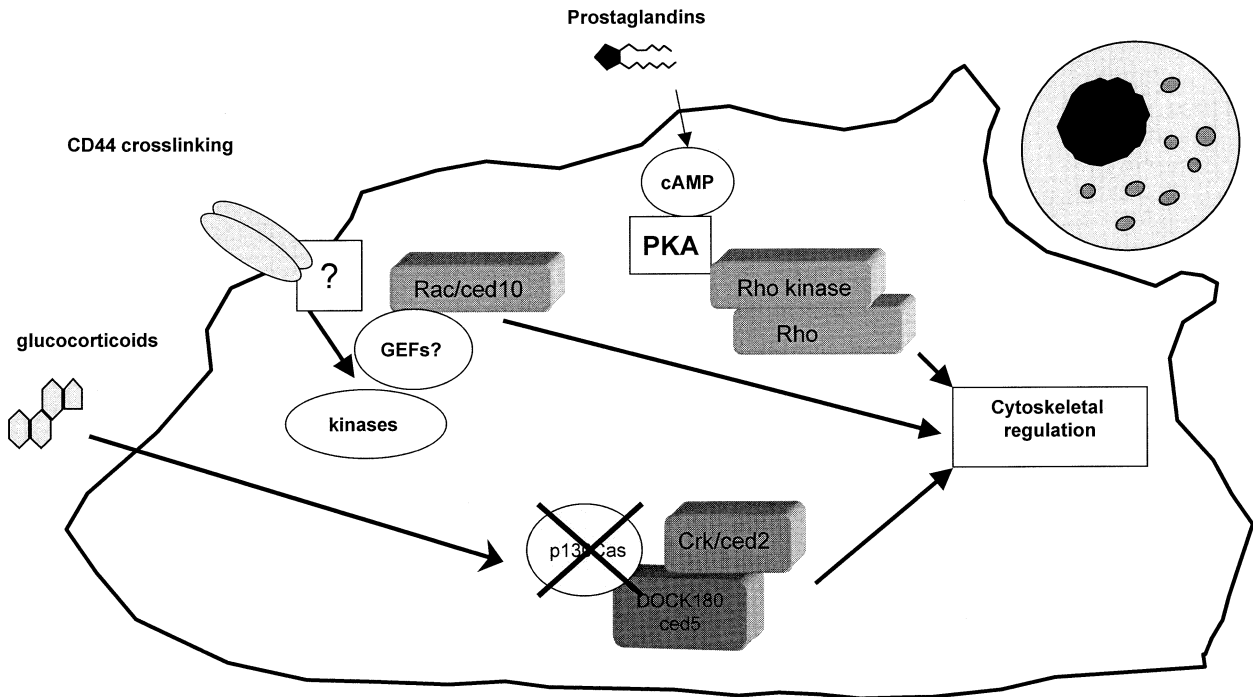 Prostaglandins
CD44 crosslinking
cAMP
PKA
?
Rac/ced10
Rho kinase
Rho
glucocorticoids
GEFs?
kinases
Cytoskeletal
regulation
p130Cas
Crk/ced2
DOCK180
ced5